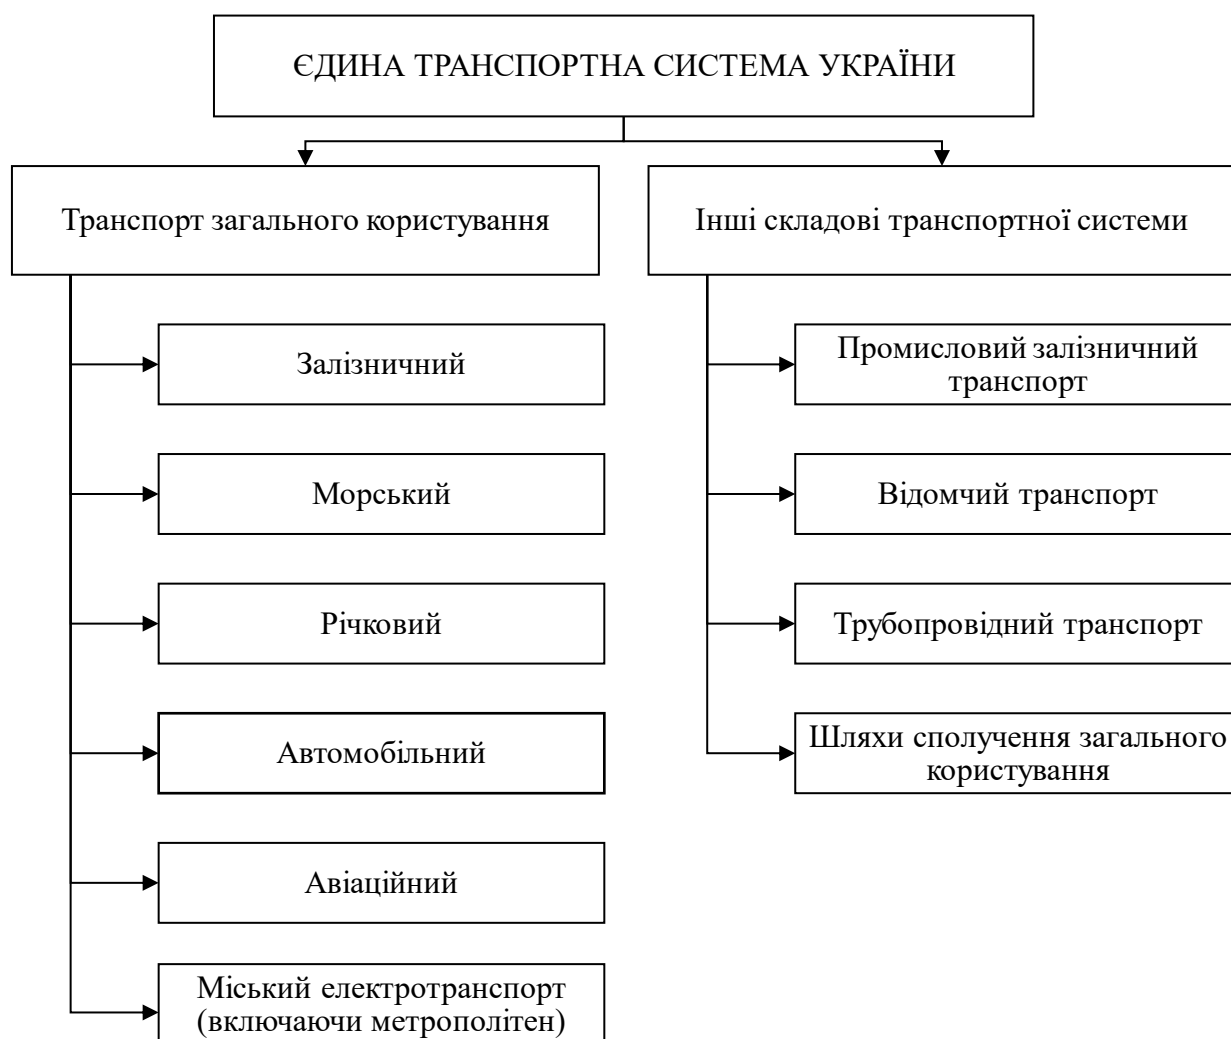 ЄДИНА ТРАНСПОРТНА СИСТЕМА УКРАЇНИ
Транспорт загального користування
Інші складові транспортної системи
Залізничний
Морський
Річковий
Автомобільний
Авіаційний
Міський електротранспорт
(включаючи метрополітен)
Промисловий залізничний
транспорт
Відомчий транспорт
Трубопровідний транспорт
Шляхи сполучення загального
користування